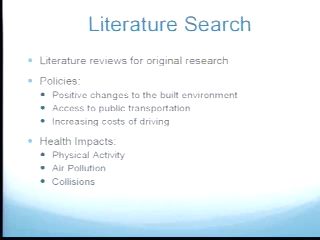 Literature Search
Literature reviews for original research
Policies:
Positive changes to the built environment
Access to public transportation
Increasing costs of driving
Health Impacts:
Physical Activity
Air Pollution
Collisions